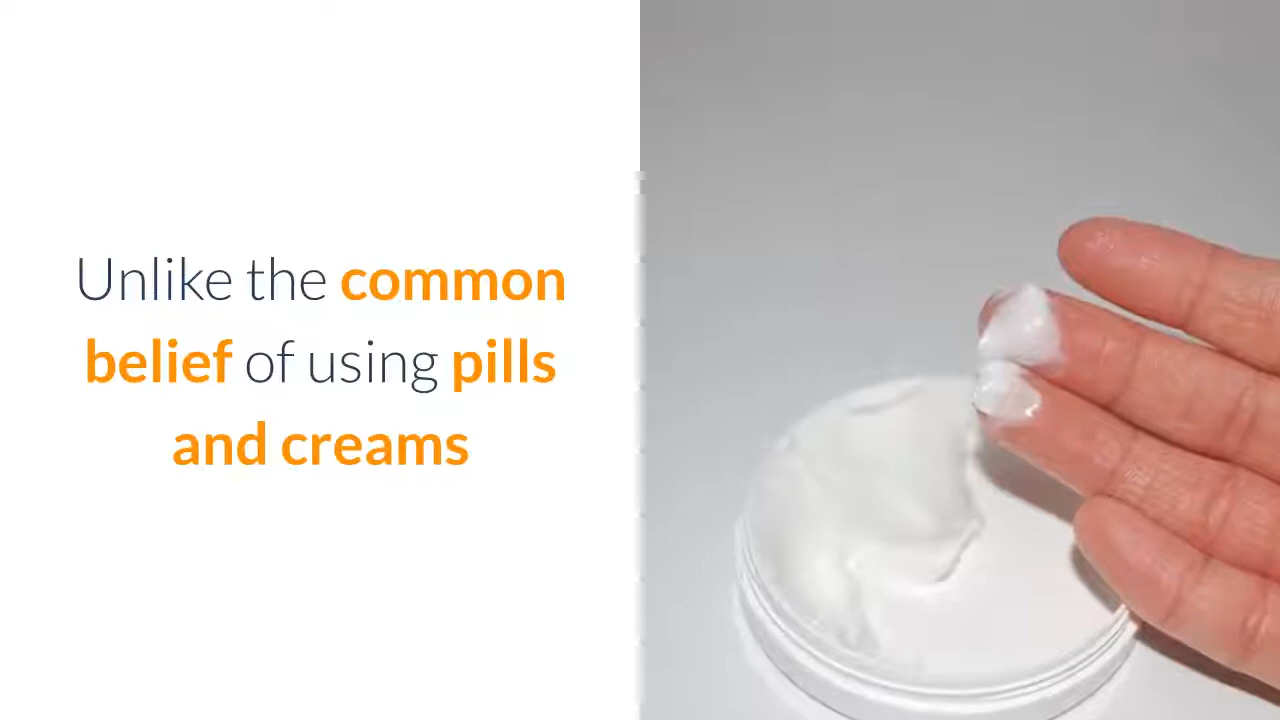 Unlike the common
belief of using pills
and creams